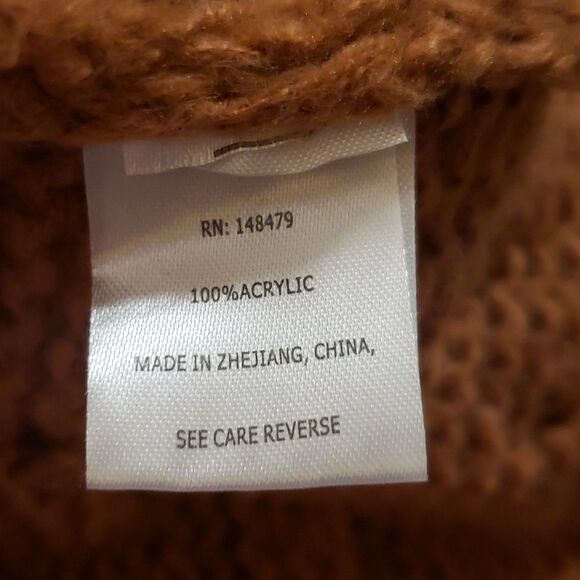 RN: 148479
100%ACRYLIC
MADE IN ZHEJIANG, CHINA,
SEE CARE REVERSE